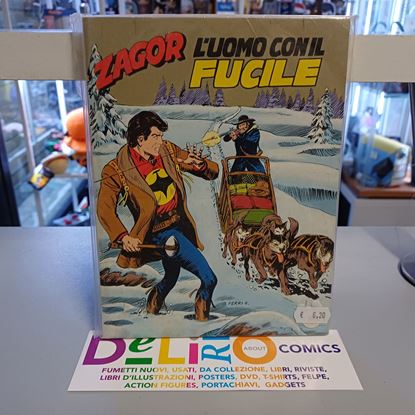 ZAGOR
L'UOMO CON IL
FUCILE
FERRI G.
€ 6,20
DeLiRiO ABOUT COMICS
FUMETTI NUOVI, USATI, DA COLLEZIONE, LIBRI, RIVISTE,
LIBRI D'ILLUSTRAZIONI, POSTERS, DVD, T-SHIRTS, FELPE,
ACTION FIGURES, PORTACHIAVI, GADGETS